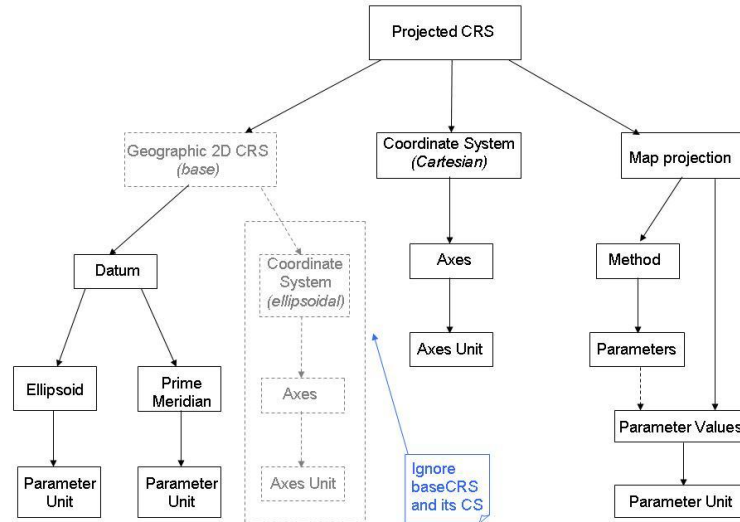 Projected CRS
Geographic 2D CRS
(base)
Coordinate System
(Cartesian)
Map projection
Datum
Coordinate
System
(ellipsoidal)
Axes
Method
Ellipsoid
Prime
Meridian
Axes
Axes Unit
Parameters
Parameter
Unit
Parameter
Unit
Axes Unit
Ignore
baseCRS
and its CS
Parameter Values
Parameter Unit